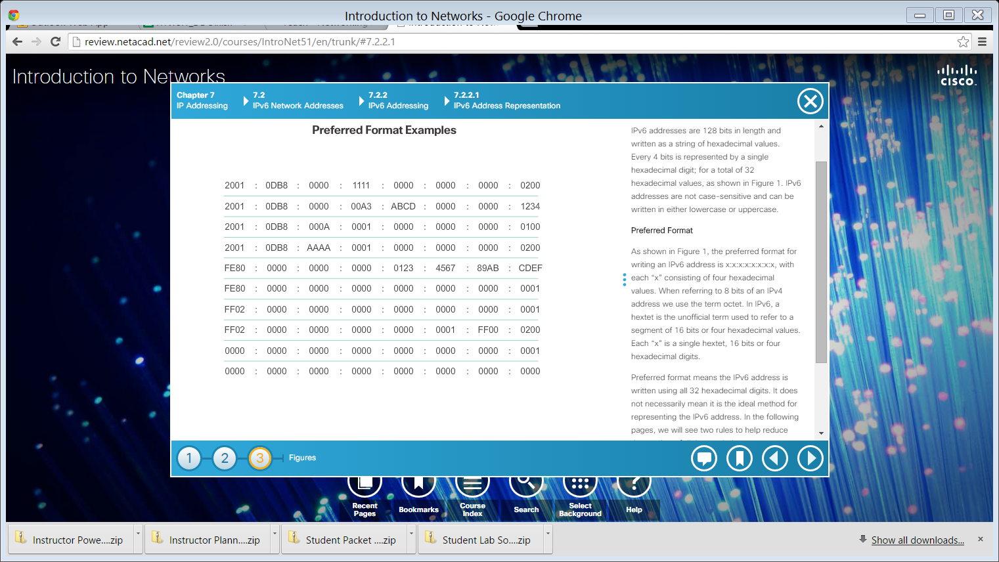 Introduction to Networks - Google Chrome
review.netacad.net/review2.0/courses/IntroNet51/en/trunk/#7.2.2.1
Introduction to Networks
CISCO.
Chapter 7
IP Addressing
7.2
IPv6 Network Addresses
7.2.2
IPv6 Addressing
7.2.2.1
IPv6 Address Representation
Preferred Format Examples
2001 : 0DB8 : 0000 : 1111 : 0000 : 0000 : 0000 : 0200
2001 : 0DB8 : 0000 : 00A3 : ABCD : 0000 : 0000 : 1234
2001 : 0DB8 : 000A : 0001 : 0000 : 0000 : 0000 : 0100
2001 : 0DB8 : AAAA : 0001 : 0000 : 0000 : 0000 : 0200
FE80 : 0000 : 0000 : 0000 : 0123 : 4567 : 89AB : CDEF
FE80 : 0000 : 0000 : 0000 : 0000 : 0000 : 0000 : 0001
FF02 : 0000 : 0000 : 0000 : 0000 : 0000 : 0000 : 0001
FF02 : 0000 : 0000 : 0000 : 0000 : 0001 : FF00 : 0200
0000 : 0000 : 0000 : 0000 : 0000 : 0000 : 0000 : 0001
0000 : 0000 : 0000 : 0000 : 0000 : 0000 : 0000 : 0000
IPv6 addresses are 128 bits in length and
written as a string of hexadecimal values.
Every 4 bits is represented by a single
hexadecimal digit; for a total of 32
hexadecimal values, as shown in Figure 1. IPv6
addresses are not case-sensitive and can be
written in either lowercase or uppercase.
Preferred Format
As shown in Figure 1, the preferred format for
writing an IPv6 address is x:x:x:x:x:x:x:x, with
each “x” consisting of four hexadecimal
values. When referring to 8 bits of an IPv4
address we use the term octet. In IPv6, a
hextet is the unofficial term used to refer to a
segment of 16 bits or four hexadecimal values.
Each “x” is a single hextet, 16 bits or four
hexadecimal digits.
Preferred format means the IPv6 address is
written using all 32 hexadecimal digits. It does
not necessarily mean it is the ideal method for
representing the IPv6 address. In the following
pages, we will see two rules to help reduce
1
2
3
Figures
Recent
Pages
Bookmarks
Course
Index
Search
Select
Background
Help
Instructor Powe....zip
Instructor Plann....zip
Student Packet ....zip
Student Lab So....zip
Show all downloads...